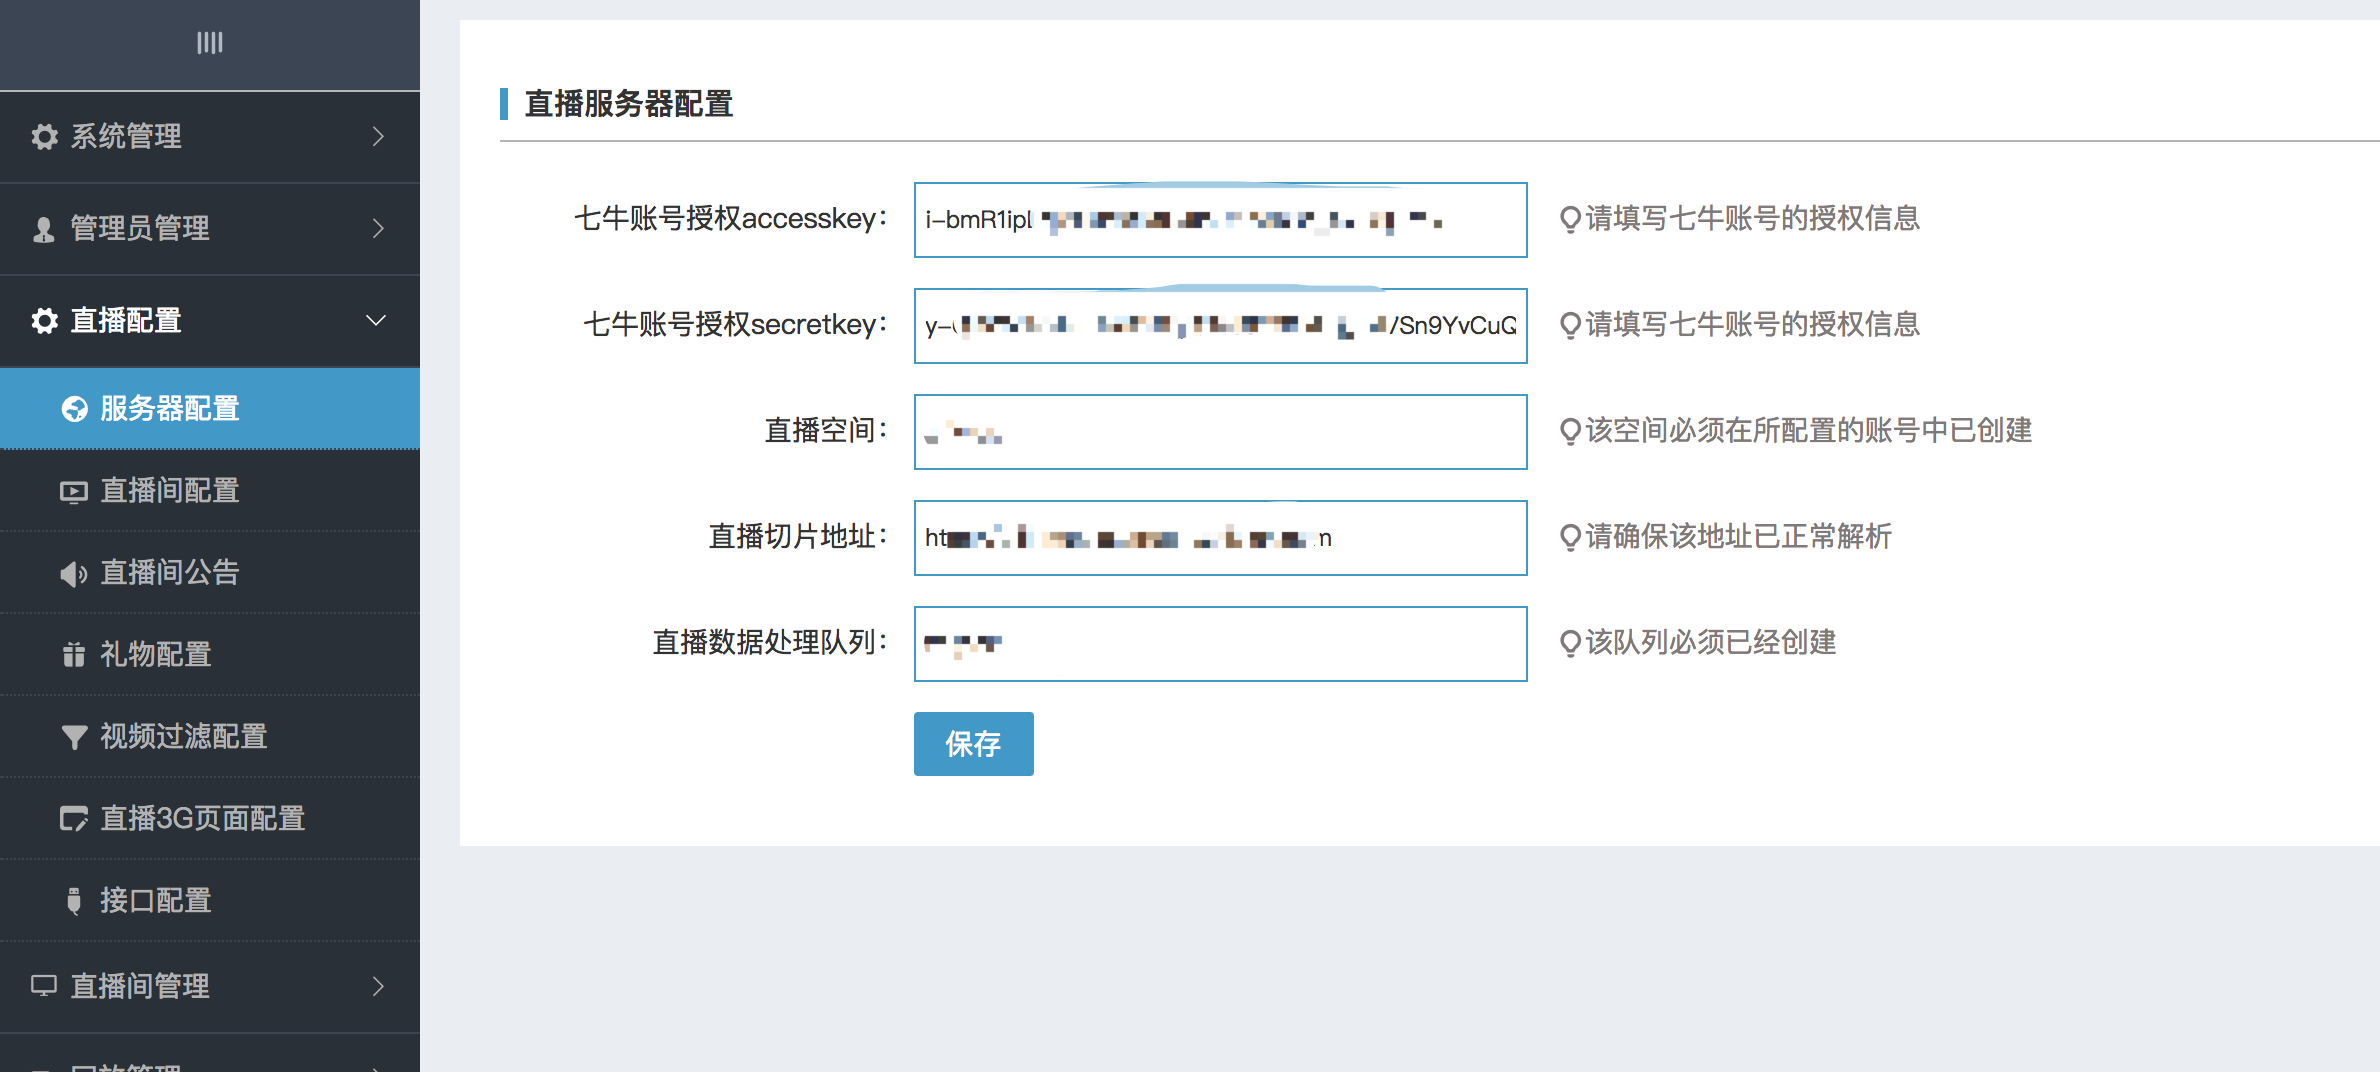 系统管理
管理员管理
直播配置
服务器配置
直播间配置
直播间公告
礼物配置
视频过滤配置
直播3G页面配置
接口配置
直播间管理
直播服务器配置
七牛账号授权accesskey： i-bmR1ip 请填写七牛账号的授权信息
七牛账号授权secretkey： y- /Sn9YvCuQ 请填写七牛账号的授权信息
直播空间： 该空间必须在所配置的账号中已创建
直播切片地址： ht m 请确保该地址已正常解析
直播数据处理队列： 该队列必须已经创建
保存